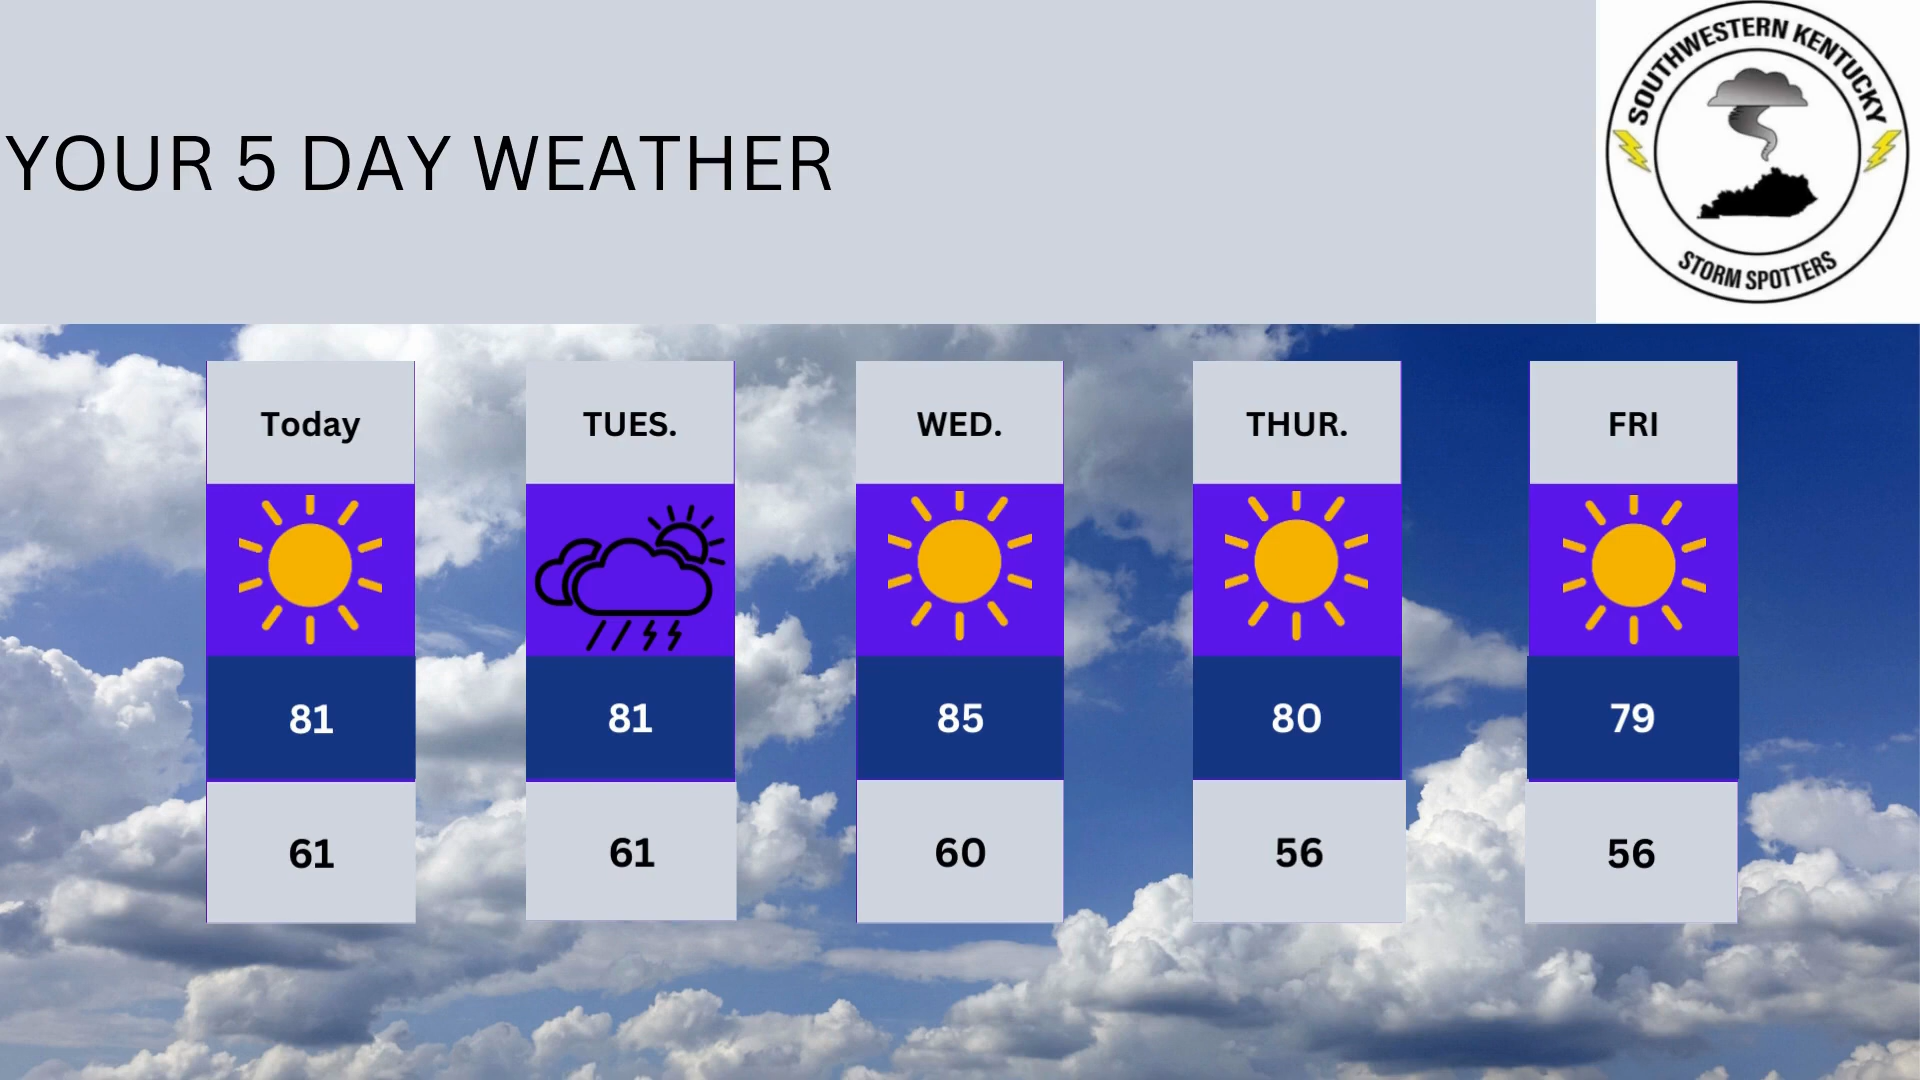 YOUR 5 DAY WEATHER
SOUTHWESTERN KENTUCKY
STORM SPOTTERS
Today
TUES.
WED.
THUR.
FRI
81
81
85
80
79
61
61
60
56
56